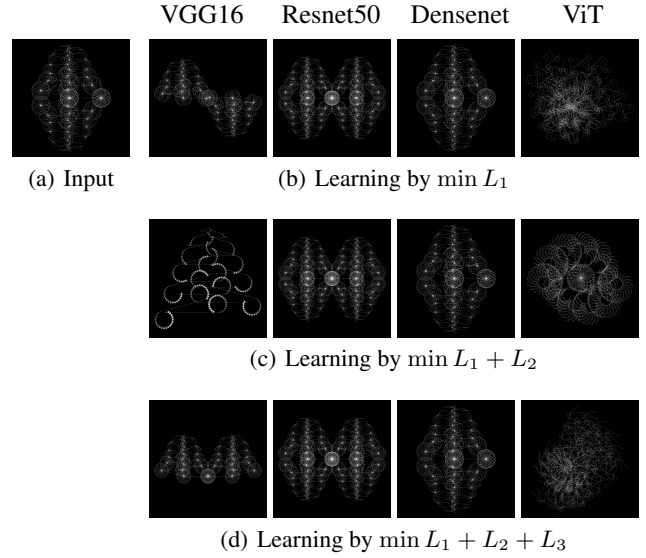 VGG16 Resnet50 Densenet ViT
(a) Input
(b) Learning by min L₁
(c) Learning by min L₁ + L₂
(d) Learning by min L₁ + L₂ + L₃